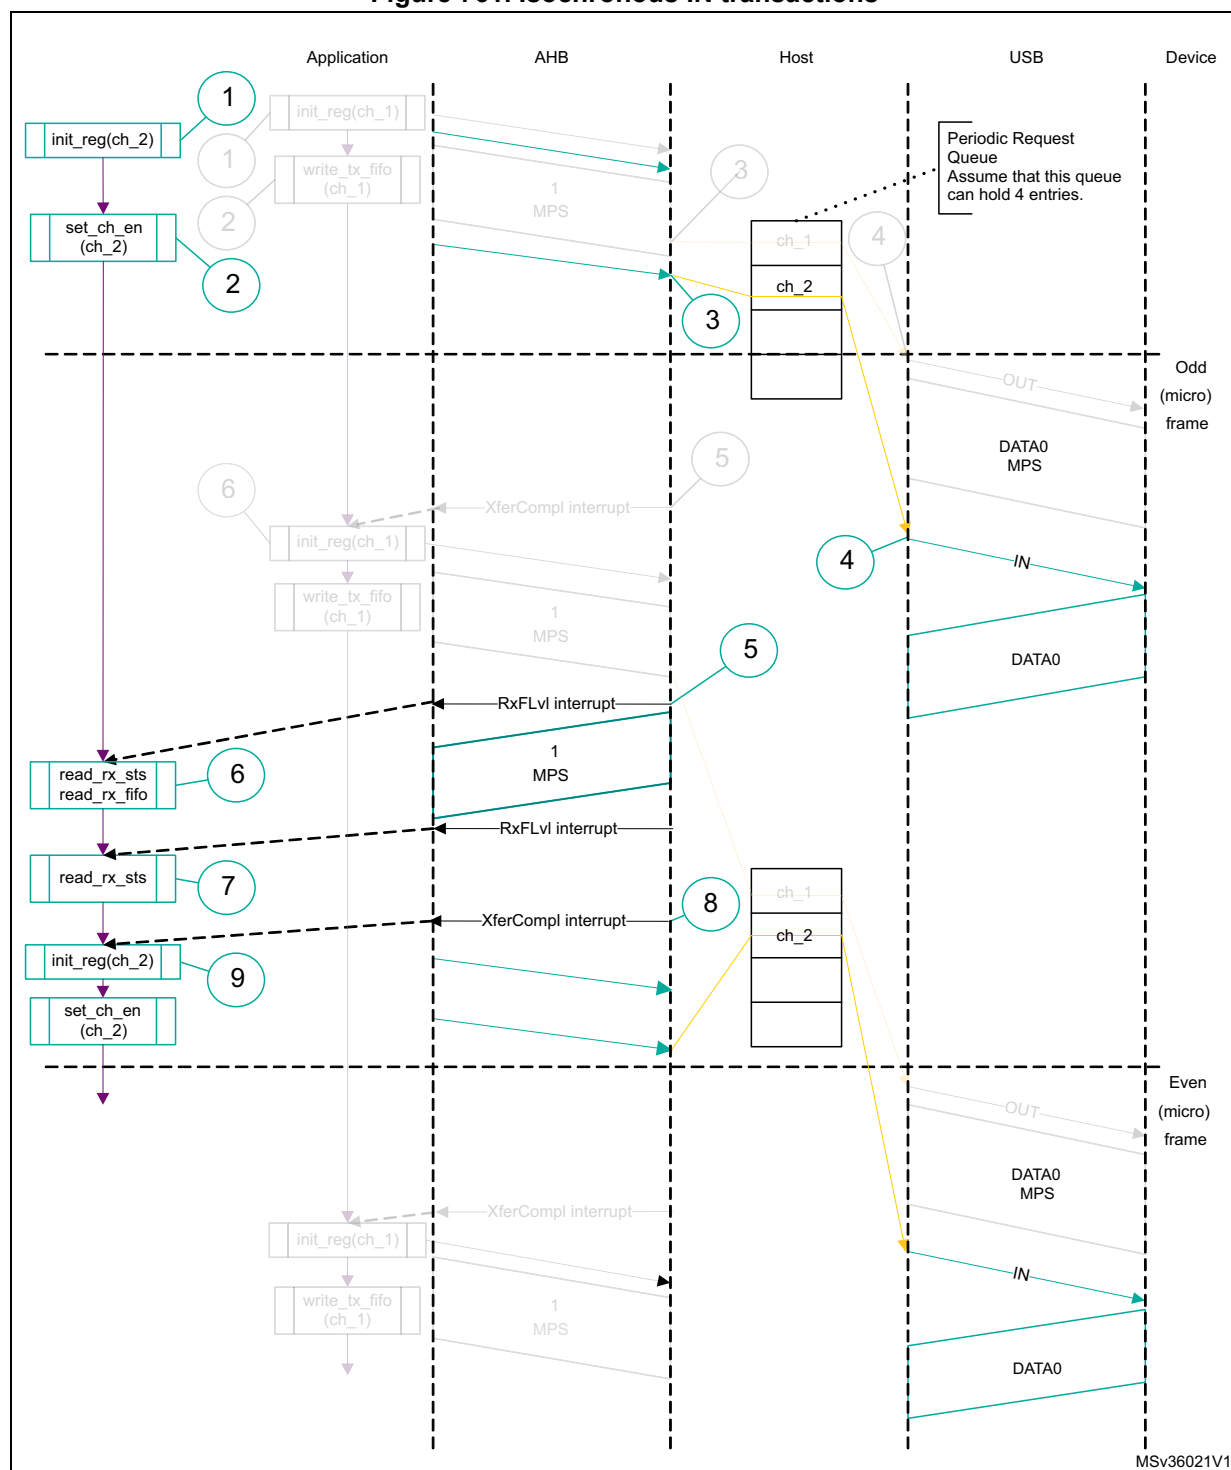 Application AHB Host USB Device
1
init_reg(ch_1)
init_reg(ch_2)
1
write_tx_fifo
(ch_1)
2
1
MPS
3
Periodic Request
Queue
Assume that this queue
can hold 4 entries.
set_ch_en
(ch_2)
2
ch_1
4
ch_2
3
Odd
(micro)
frame
OUT
DATA0
MPS
5
6
XferCompl interrupt
init_reg(ch_1)
4
IN
write_tx_fifo
(ch_1)
1
MPS
5
DATA0
RxFLvl interrupt
1
MPS
read_rx_sts
read_rx_fifo
6
RxFLvl interrupt
read_rx_sts
7
ch_1
8
XferCompl interrupt
ch_2
init_reg(ch_2)
9
set_ch_en
(ch_2)
Even
(micro)
frame
OUT
DATA0
MPS
XferCompl interrupt
init_reg(ch_1)
IN
write_tx_fifo
(ch_1)
1
MPS
DATA0
MSv36021V1